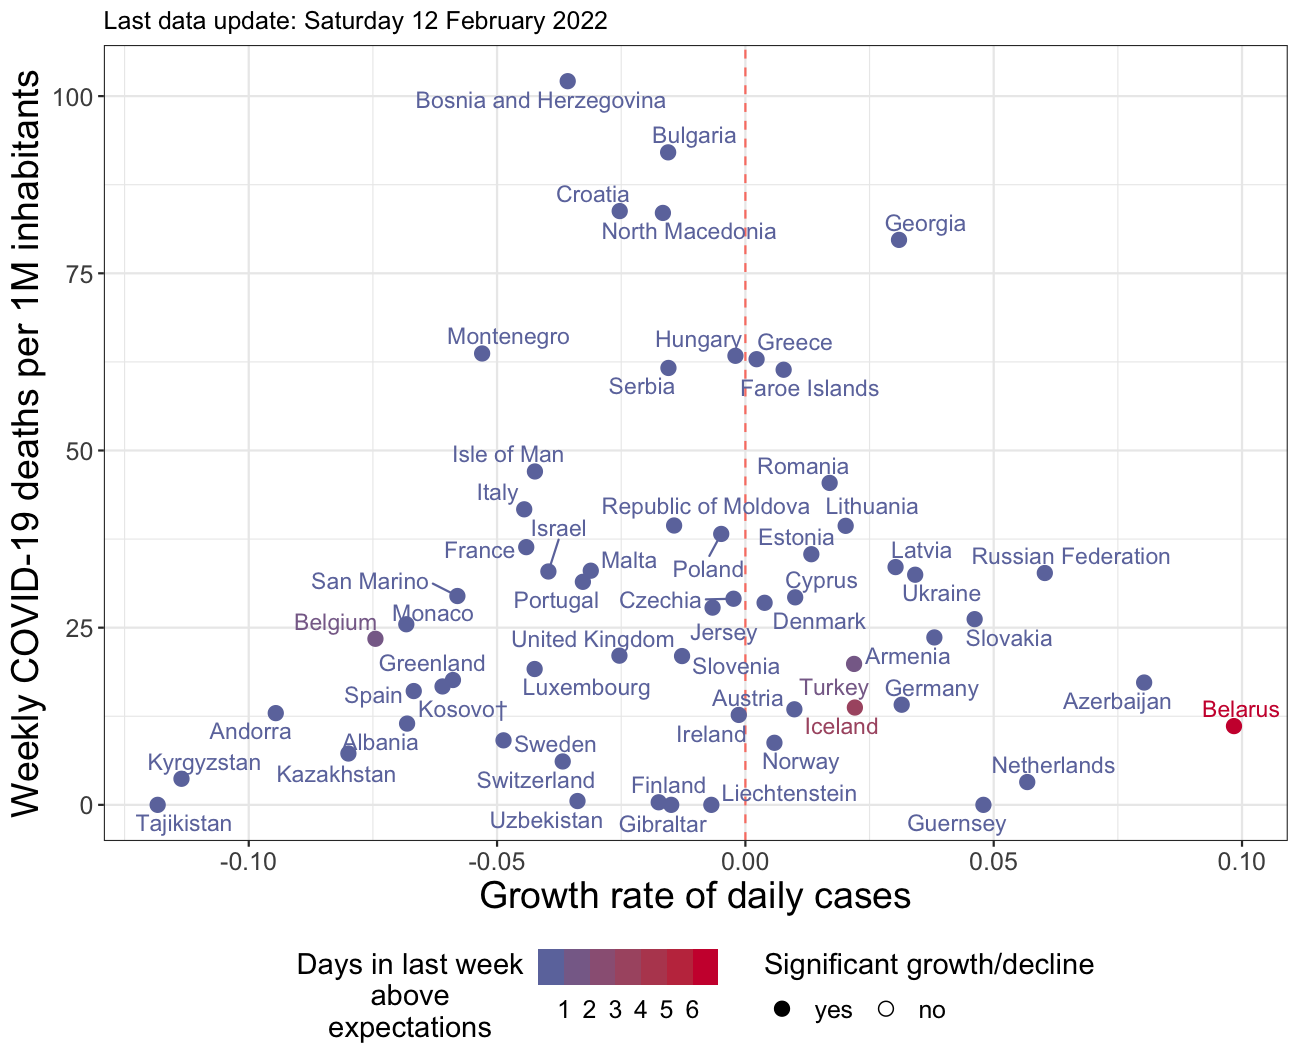 Last data update: Saturday 12 February 2022
Weekly COVID-19 deaths per 1M inhabitants
100
75
50
25
0
Bosnia and Herzegovina
Bulgaria
Croatia
North Macedonia
Georgia
Montenegro
Hungary
Greece
Serbia
Faroe Islands
Isle of Man
Romania
Italy
Republic of Moldova
Lithuania
Israel
Estonia
France
Malta
Poland
Latvia
Russian Federation
San Marino
Cyprus
Ukraine
Portugal
Czechia
Monaco
Belgium
Denmark
Jersey
United Kingdom
Slovakia
Greenland
Slovenia
Armenia
Spain
Luxembourg
Turkey
Germany
Austria
Azerbaijan
Kosovo†
Belarus
Andorra
Iceland
Ireland
Albania
Sweden
Kyrgyzstan
Norway
Netherlands
Kazakhstan
Switzerland
Finland
Liechtenstein
Tajikistan
Uzbekistan
Gibraltar
Guernsey
-0.10
-0.05
0.00
0.05
0.10
Growth rate of daily cases
Days in last week
above
expectations
1 2 3 4 5 6
Significant growth/decline
yes
no